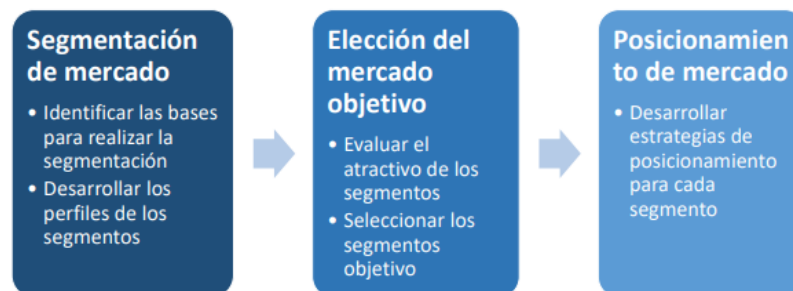 Segmentación
de mercado
• Identificar las bases
para realizar la
segmentación
• Desarrollar los
perfiles de los
segmentos
Elección del
mercado
objetivo
• Evaluar el
atractivo de los
segmentos
• Seleccionar los
segmentos
objetivo
Posicionamien
to de mercado
• Desarrollar
estrategias de
posicionamiento
para cada
segmento